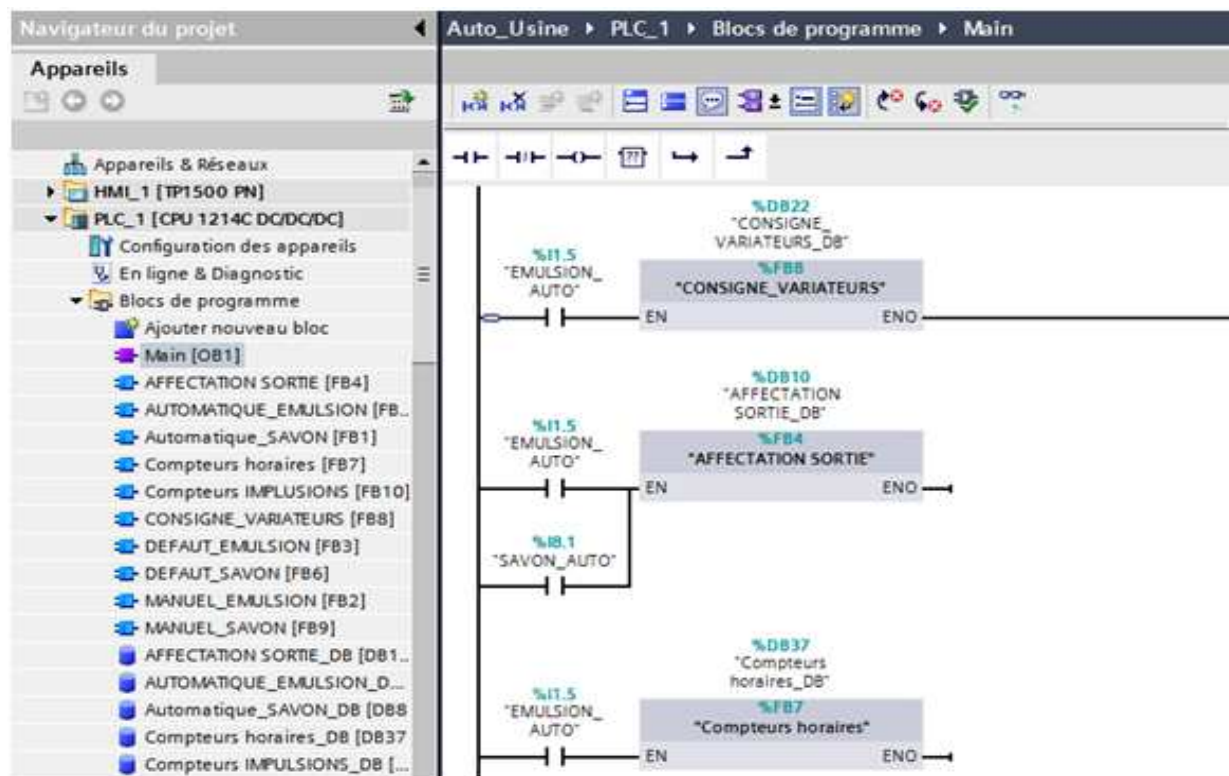 Navigateur du projet
Auto_Usine ▸ PLC_1 ▸ Blocs de programme ▸ Main
Appareils
Appareils & Réseaux
HMI_1 [TP1500 PN]
PLC_1 [CPU 1214C DC/DC/DC]
Configuration des appareils
En ligne & Diagnostic
Blocs de programme
Ajouter nouveau bloc
Main [OB1]
AFFECTATION SORTIE [FB4]
AUTOMATIQUE_EMULSION [FB...
Automatique_SAVON [FB1]
Compteurs horaires [FB7]
Compteurs IMPLUSIONS [FB10]
CONSIGNE_VARIATEURS [FB8]
DEFAUT_EMULSION [FB3]
DEFAUT_SAVON [FB6]
MANUEL_EMULSION [FB2]
MANUEL_SAVON [FB9]
AFFECTATION SORTIE_DB [DB1...
AUTOMATIQUE_EMULSION_D...
Automatique_SAVON_DB [DB8
Compteurs horaires_DB [DB37
Compteurs IMPULSIONS_DB [...
??
%DB22
"CONSIGNE_
VARIATEURS_DB"
%I1.5
"EMULSION_
AUTO"
%FB8
"CONSIGNE_VARIATEURS"
EN ENO
%DB10
"AFFECTATION
SORTIE_DB"
%I1.5
"EMULSION_
AUTO"
%FB4
"AFFECTATION SORTIE"
EN ENO
%I8.1
"SAVON_AUTO"
%DB37
"Compteurs
horaires_DB"
%I1.5
"EMULSION_
AUTO"
%FB7
"Compteurs horaires"
EN ENO